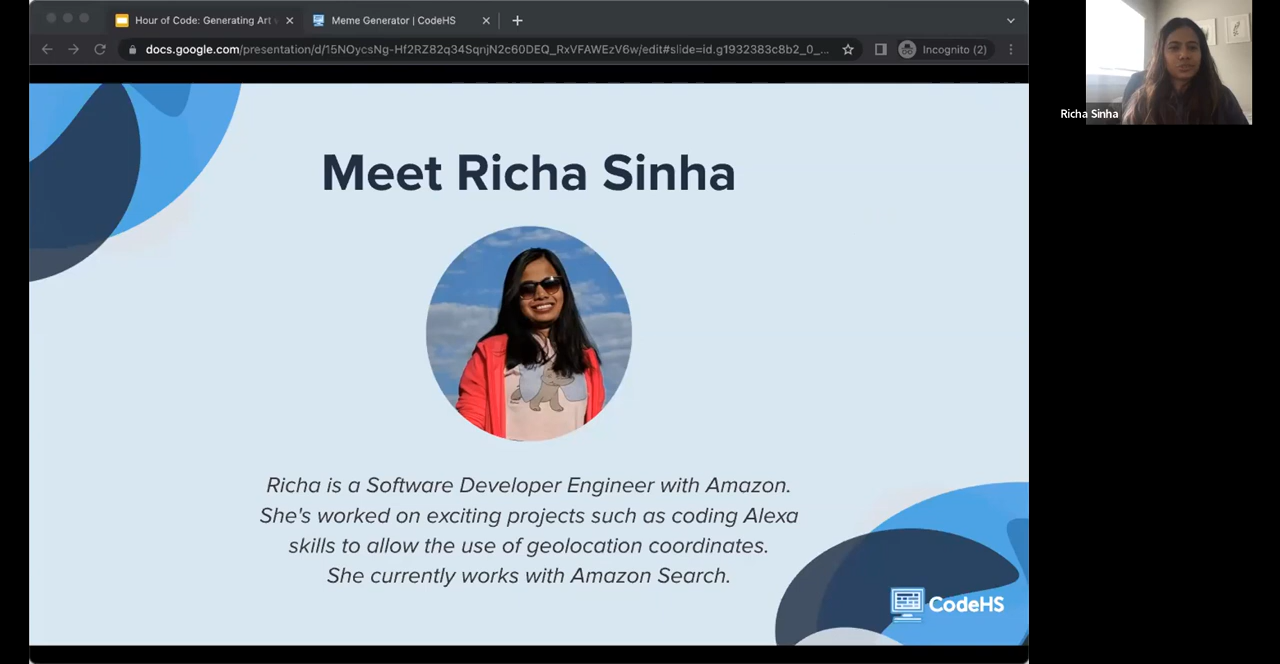 Hour of Code: Generating Art
Meme Generator | CodeHS
docs.google.com/presentation/d/15NOycsNg-Hf2RZ82q34SqnjN2c60DEQ_RxVFAWEzV6w/edit#slide=id.g1932383c8b2_0_...
Incognito (2)
Richa Sinha
Meet Richa Sinha
Richa is a Software Developer Engineer with Amazon.
She's worked on exciting projects such as coding Alexa
skills to allow the use of geolocation coordinates.
She currently works with Amazon Search.
CodeHS